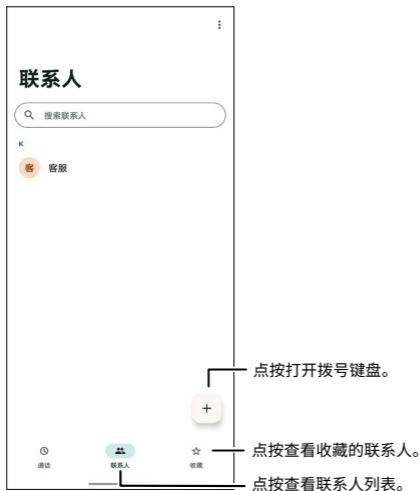 联系人
搜索联系人
K
客 客服
点按打开拨号键盘。
+
点按查看收藏的联系人。
通话 联系人 收藏
点按查看联系人列表。